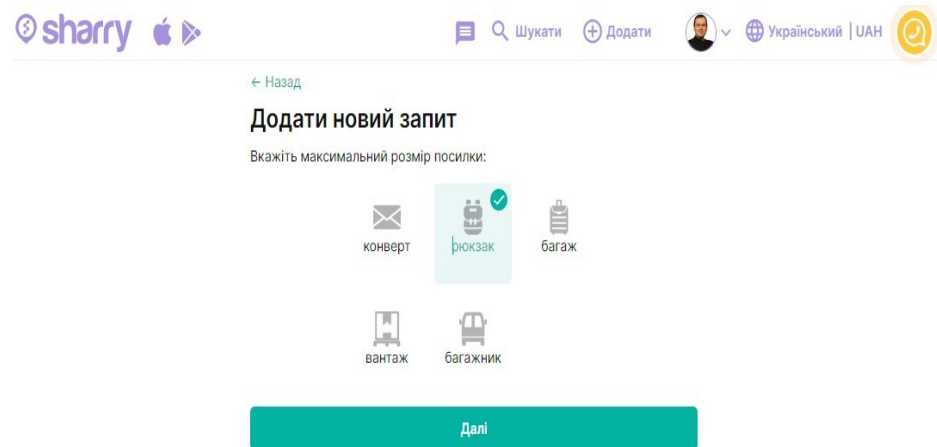 sharry Шукати Додати Український | UAH
← Назад
Додати новий запит
Вкажіть максимальний розмір посилки:
конверт рюкзак багаж
вантаж багажник
Далі